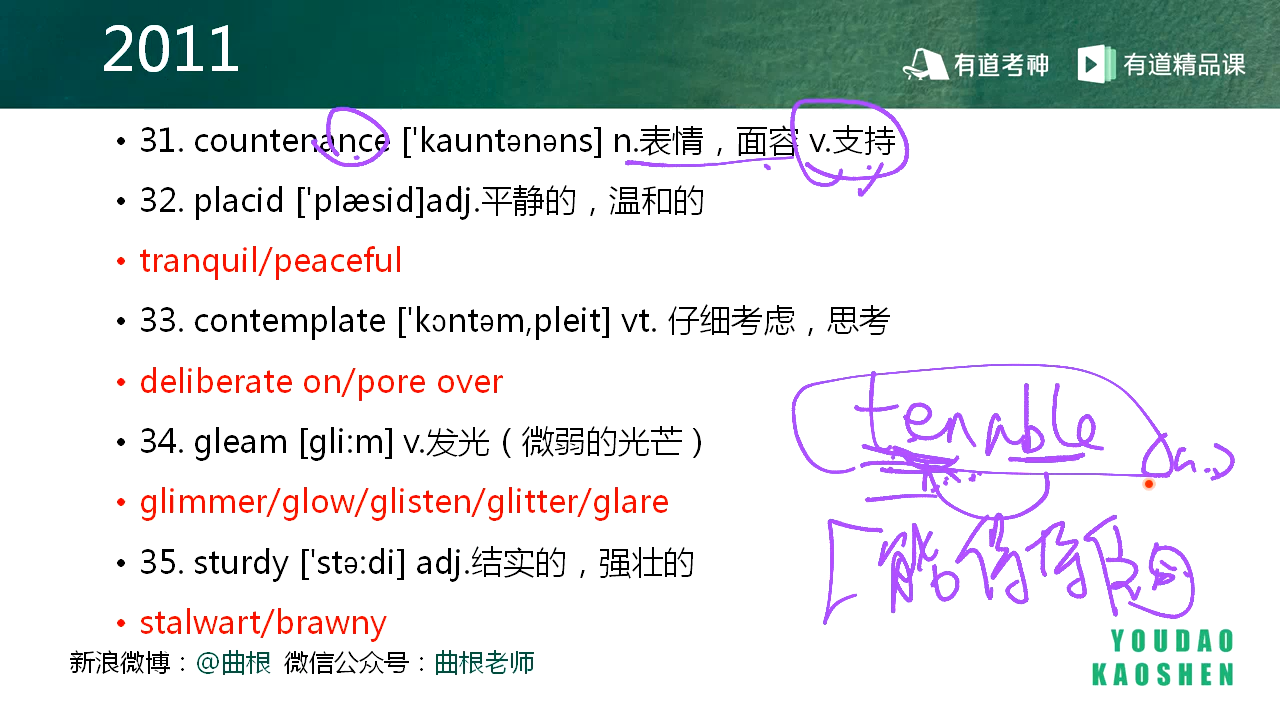 2011
有道考神 有道精品课
• 31. countenance ['kauntənəns] n.表情，面容 v.支持
• 32. placid ['plæsid]adj.平静的，温和的
• tranquil/peaceful
• 33. contemplate ['kɔntəm,pleit] vt. 仔细考虑，思考
• deliberate on/pore over
tenable (a.)
• 34. gleam [gli:m] v.发光（微弱的光芒）
• glimmer/glow/glisten/glitter/glare
• 35. sturdy ['stə:di] adj.结实的，强壮的
• stalwart/brawny
YOUDAO
KAOSHEN
新浪微博：@曲根 微信公众号：曲根老师